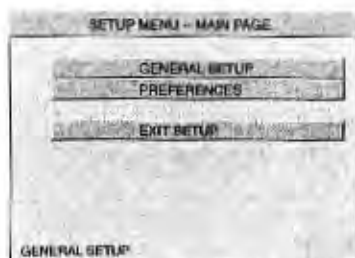 SETUP MENU -- MAIN PAGE
GENERAL SETUP
PREFERENCES
EXIT SETUP
GENERAL SETUP